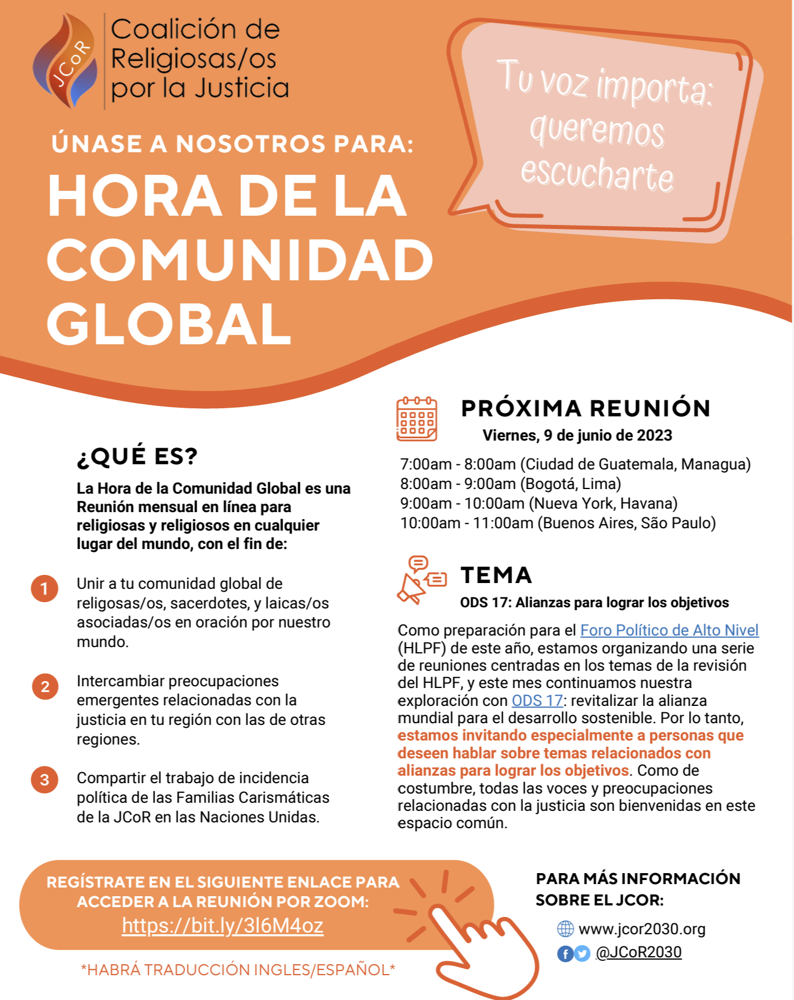 JCoR
Coalición de
Religiosas/os
por la Justicia
Tu voz importa:
queremos
escucharte
ÚNASE A NOSOTROS PARA:
HORA DE LA
COMUNIDAD
GLOBAL
¿QUÉ ES?
La Hora de la Comunidad Global es una
Reunión mensual en línea para
religiosas y religiosos en cualquier
lugar del mundo, con el fin de:
1
Unir a tu comunidad global de
religosas/os, sacerdotes, y laicas/os
asociadas/os en oración por nuestro
mundo.
2
Intercambiar preocupaciones
emergentes relacionadas con la
justicia en tu región con las de otras
regiones.
3
Compartir el trabajo de incidencia
política de las Familias Carismáticas
de la JCoR en las Naciones Unidas.
PRÓXIMA REUNIÓN
Viernes, 9 de junio de 2023
7:00am - 8:00am (Ciudad de Guatemala, Managua)
8:00am - 9:00am (Bogotá, Lima)
9:00am - 10:00am (Nueva York, Havana)
10:00am - 11:00am (Buenos Aires, São Paulo)
TEMA
ODS 17: Alianzas para lograr los objetivos
Como preparación para el Foro Político de Alto Nivel
(HLPF) de este año, estamos organizando una serie
de reuniones centradas en los temas de la revisión
del HLPF, y este mes continuamos nuestra
exploración con ODS 17: revitalizar la alianza
mundial para el desarrollo sostenible. Por lo tanto,
estamos invitando especialmente a personas que
deseen hablar sobre temas relacionados con
alianzas para lograr los objetivos. Como de
costumbre, todas las voces y preocupaciones
relacionadas con la justicia son bienvenidas en este
espacio común.
REGÍSTRATE EN EL SIGUIENTE ENLACE PARA
ACCEDER A LA REUNIÓN POR ZOOM:
https://bit.ly/3l6M4oz
*HABRÁ TRADUCCIÓN INGLES/ESPAÑOL*
PARA MÁS INFORMACIÓN
SOBRE EL JCOR:
www.jcor2030.org
@JCoR2030